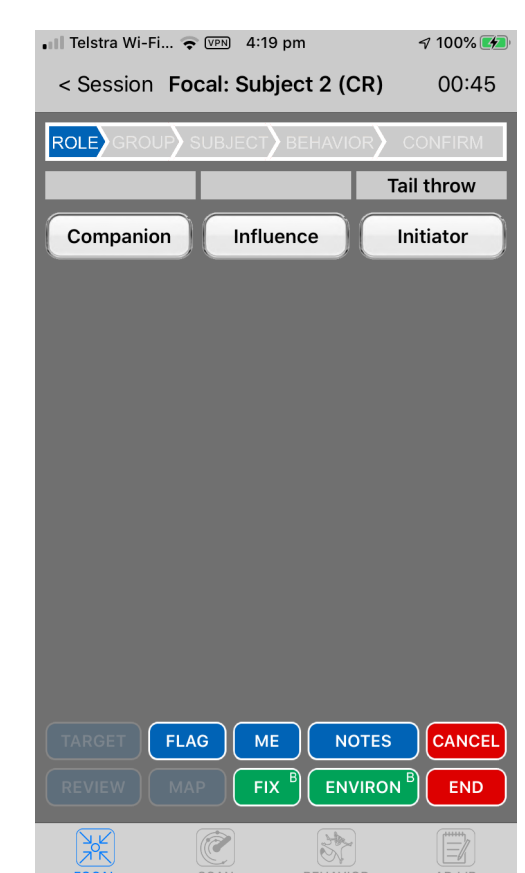 Telstra Wi-Fi... VPN 4:19 pm 100%
< Session Focal: Subject 2 (CR) 00:45
ROLE GROUP SUBJECT BEHAVIOR CONFIRM
Tail throw
Companion Influence Initiator
TARGET FLAG ME NOTES CANCEL
REVIEW MAP FIX B ENVIRON B END